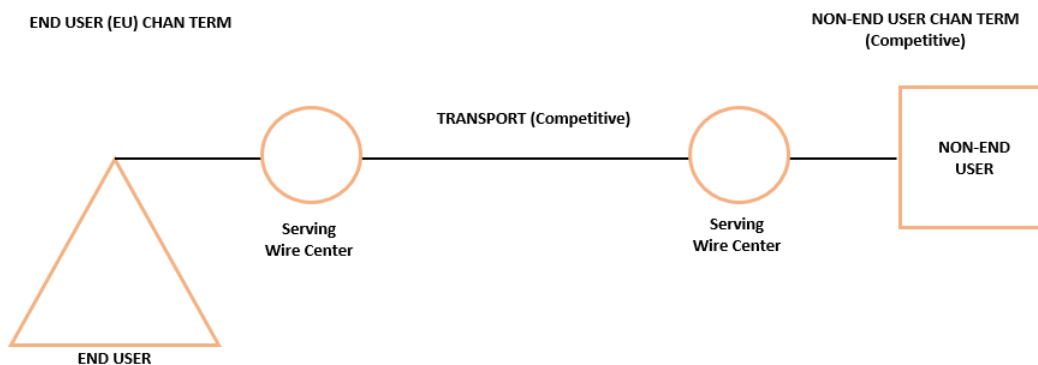 END USER (EU) CHAN TERM
NON-END USER CHAN TERM
(Competitive)
TRANSPORT (Competitive)
NON-END
USER
Serving
Wire Center
Serving
Wire Center
END USER